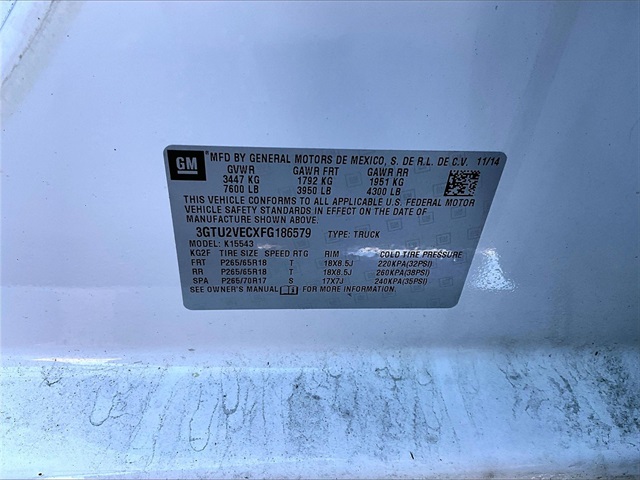 GM
MFD BY GENERAL MOTORS DE MEXICO, S. DE R.L. DE C.V. 11/14
GVWR GAWR FRT GAWR RR
3447 KG 1792 KG 1951 KG
7600 LB 3950 LB 4300 LB
THIS VEHICLE CONFORMS TO ALL APPLICABLE U.S. FEDERAL MOTOR
VEHICLE SAFETY STANDARDS IN EFFECT ON THE DATE OF
MANUFACTURE SHOWN ABOVE.
3GTU2VECXFG186579 TYPE: TRUCK
MODEL: K15543
KG2F TIRE SIZE SPEED RTG RIM COLD TIRE PRESSURE
FRT P265/65R18 T 18X8.5J 220KPA(32PSI)
RR P265/65R18 T 18X8.5J 260KPA(38PSI)
SPA P265/70R17 S 17X7J 240KPA(35PSI)
SEE OWNER'S MANUAL FOR MORE INFORMATION.